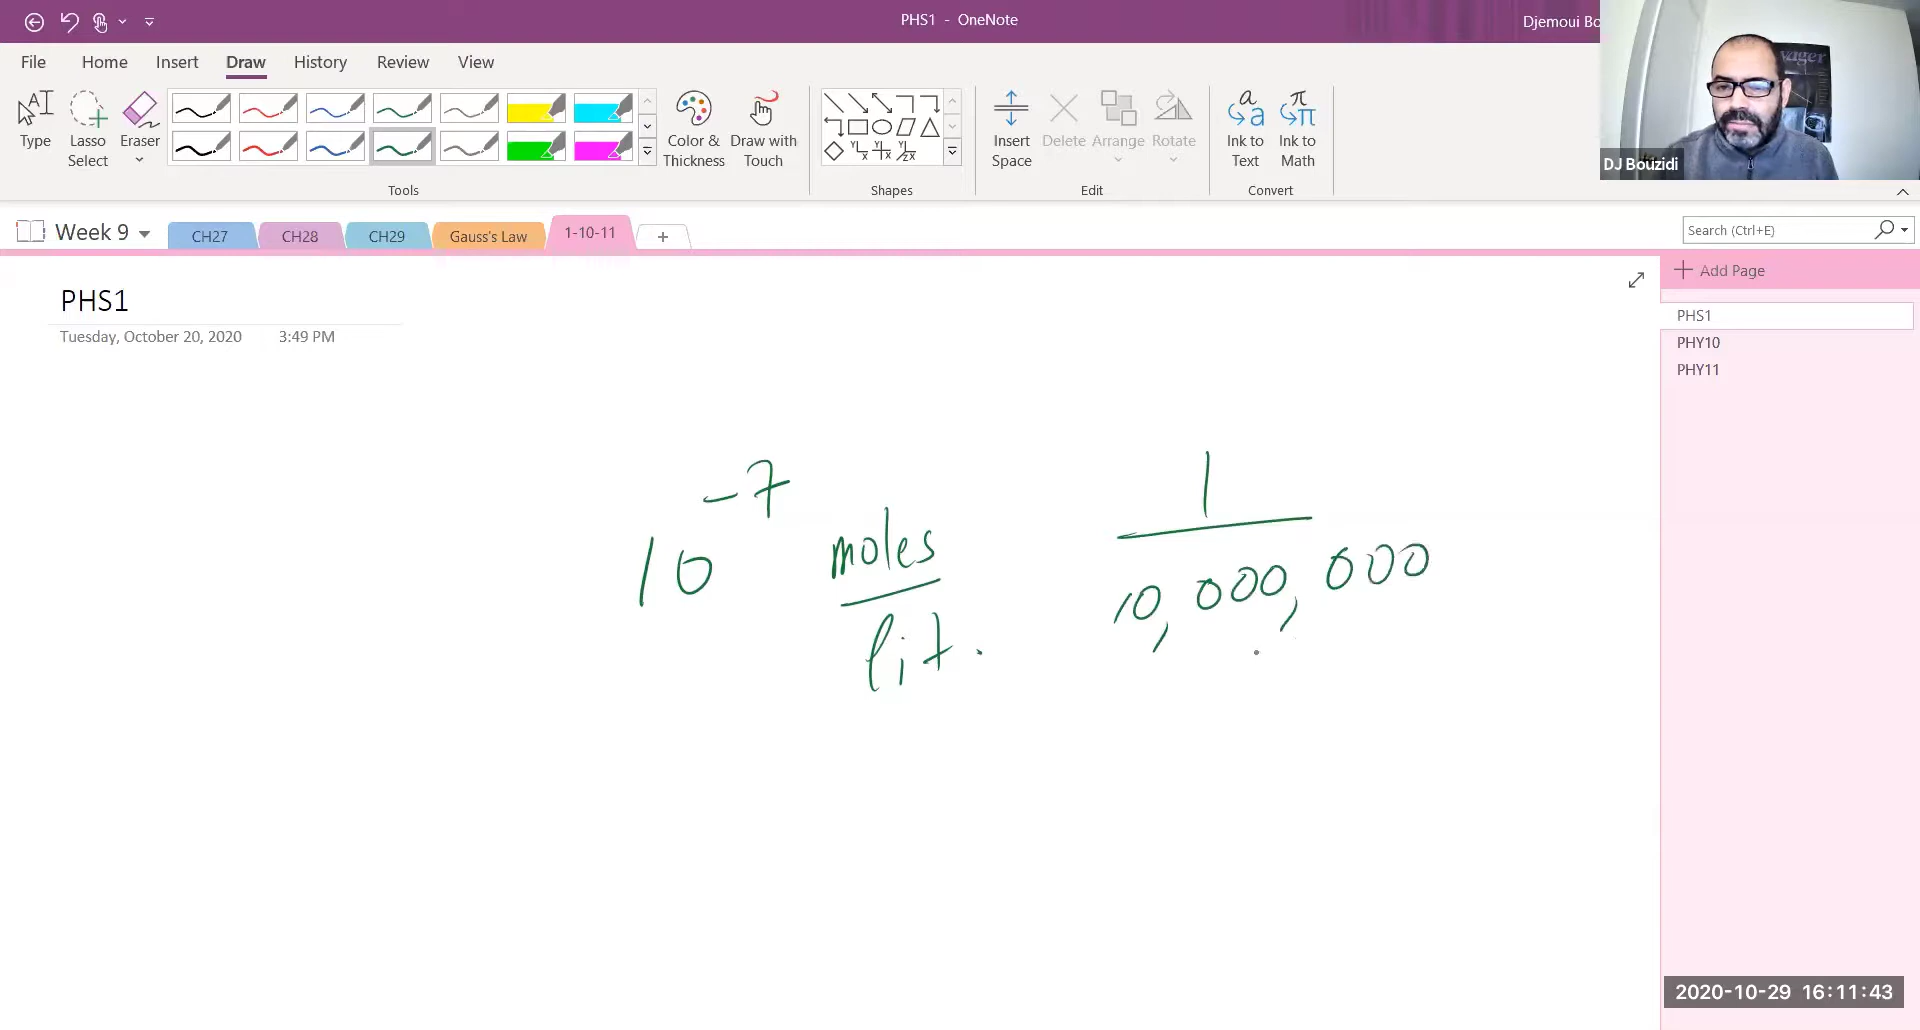 PHS1 - OneNote
Djemoui Bo
File Home Insert Draw History Review View
Type
Lasso Select
Eraser
Color & Thickness
Draw with Touch
Insert Space
Delete
Arrange
Rotate
Ink to Text
Ink to Math
Tools
Shapes
Edit
Convert
DJ Bouzidi
Week 9
CH27
CH28
CH29
Gauss's Law
1-10-11
Search (Ctrl+E)
Add Page
PHS1
PHY10
PHY11
PHS1
Tuesday, October 20, 2020 3:49 PM
10^-7 moles/lit. 1/10,000,000
2020-10-29 16:11:43